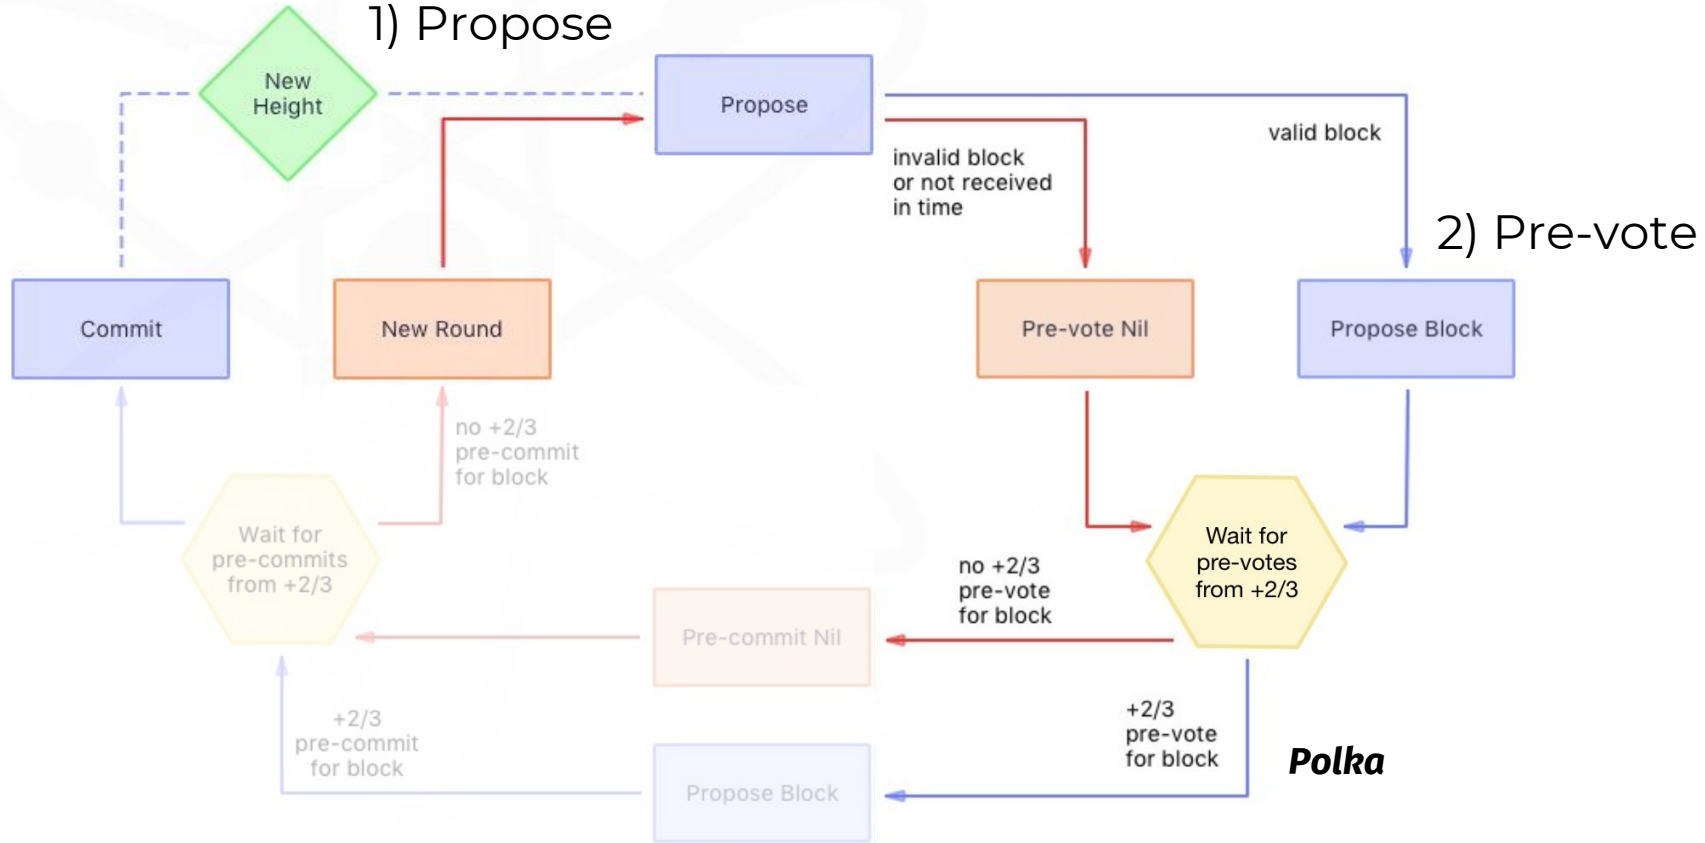 1) Propose
New
Height
Propose
valid block
invalid block
or not received
in time
2) Pre-vote
Commit
New Round
Pre-vote Nil
Propose Block
no +2/3
pre-commit
for block
Wait for
pre-commits
from +2/3
Wait for
pre-votes
from +2/3
no +2/3
pre-vote
for block
Pre-commit Nil
+2/3
pre-commit
for block
+2/3
pre-vote
for block
Polka
Propose Block